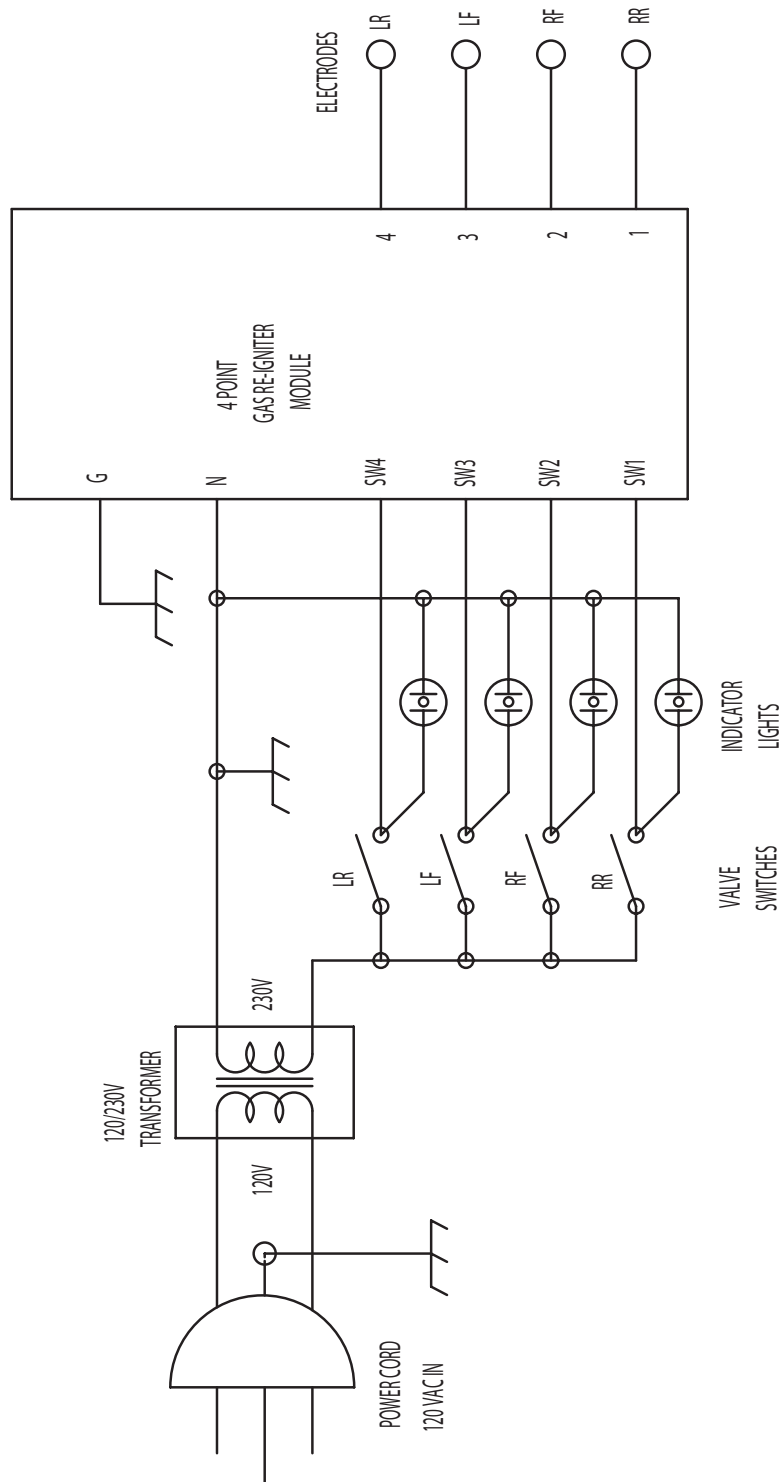 POWER CORD
120 VAC IN
120/230V
TRANSFORMER
120V
230V
LR
LF
RF
RR
VALVE
SWITCHES
INDICATOR
LIGHTS
G
N
SW4
SW3
SW2
SW1
4 POINT
GAS RE-IGNITER
MODULE
4
3
2
1
ELECTRODES
LR
LF
RF
RR